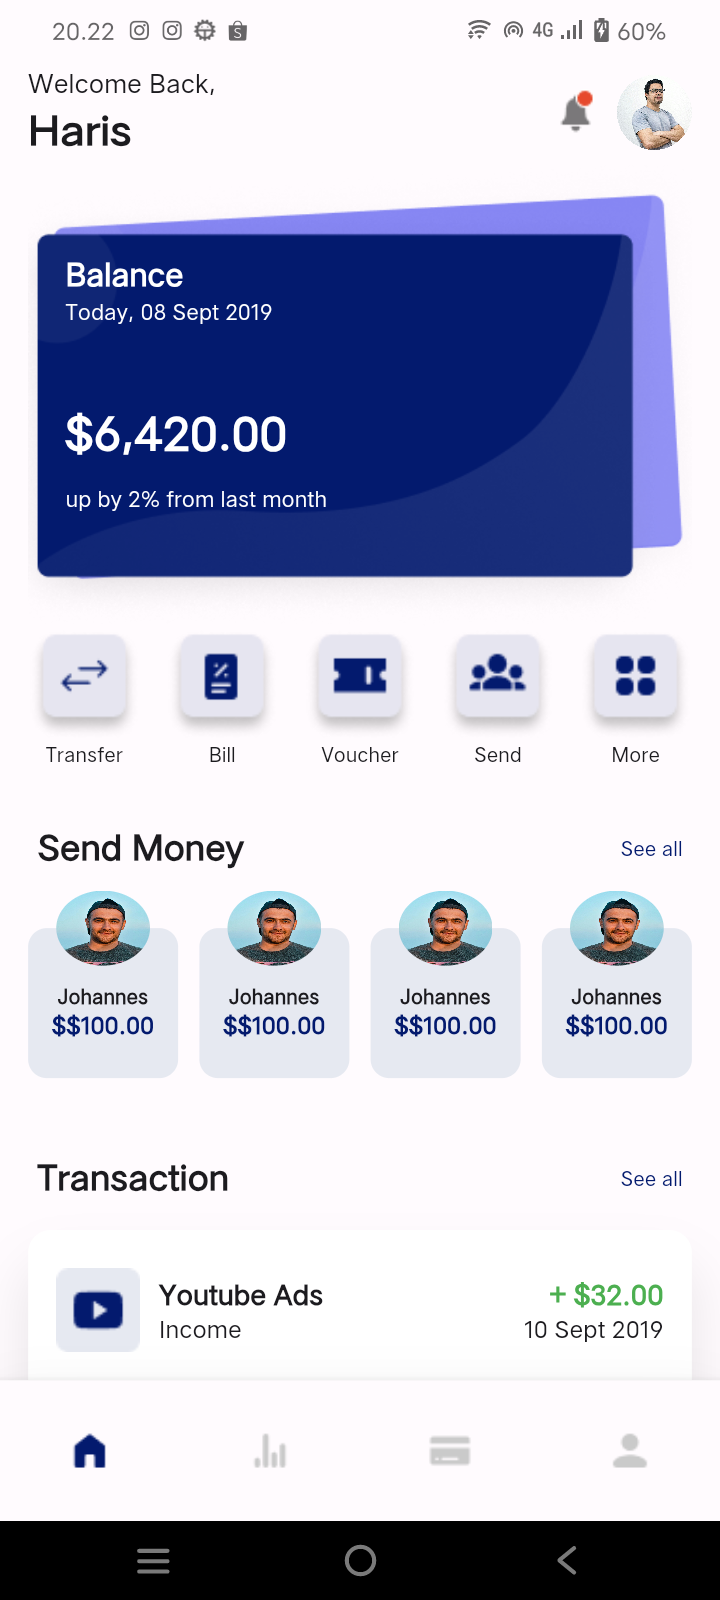 20.22 4G 60%
Welcome Back,
Haris
Balance
Today, 08 Sept 2019
$6,420.00
up by 2% from last month
Transfer Bill Voucher Send More
Send Money See all
Johannes Johannes Johannes Johannes
$$100.00 $$100.00 $$100.00 $$100.00
Transaction See all
Youtube Ads + $32.00
Income 10 Sept 2019